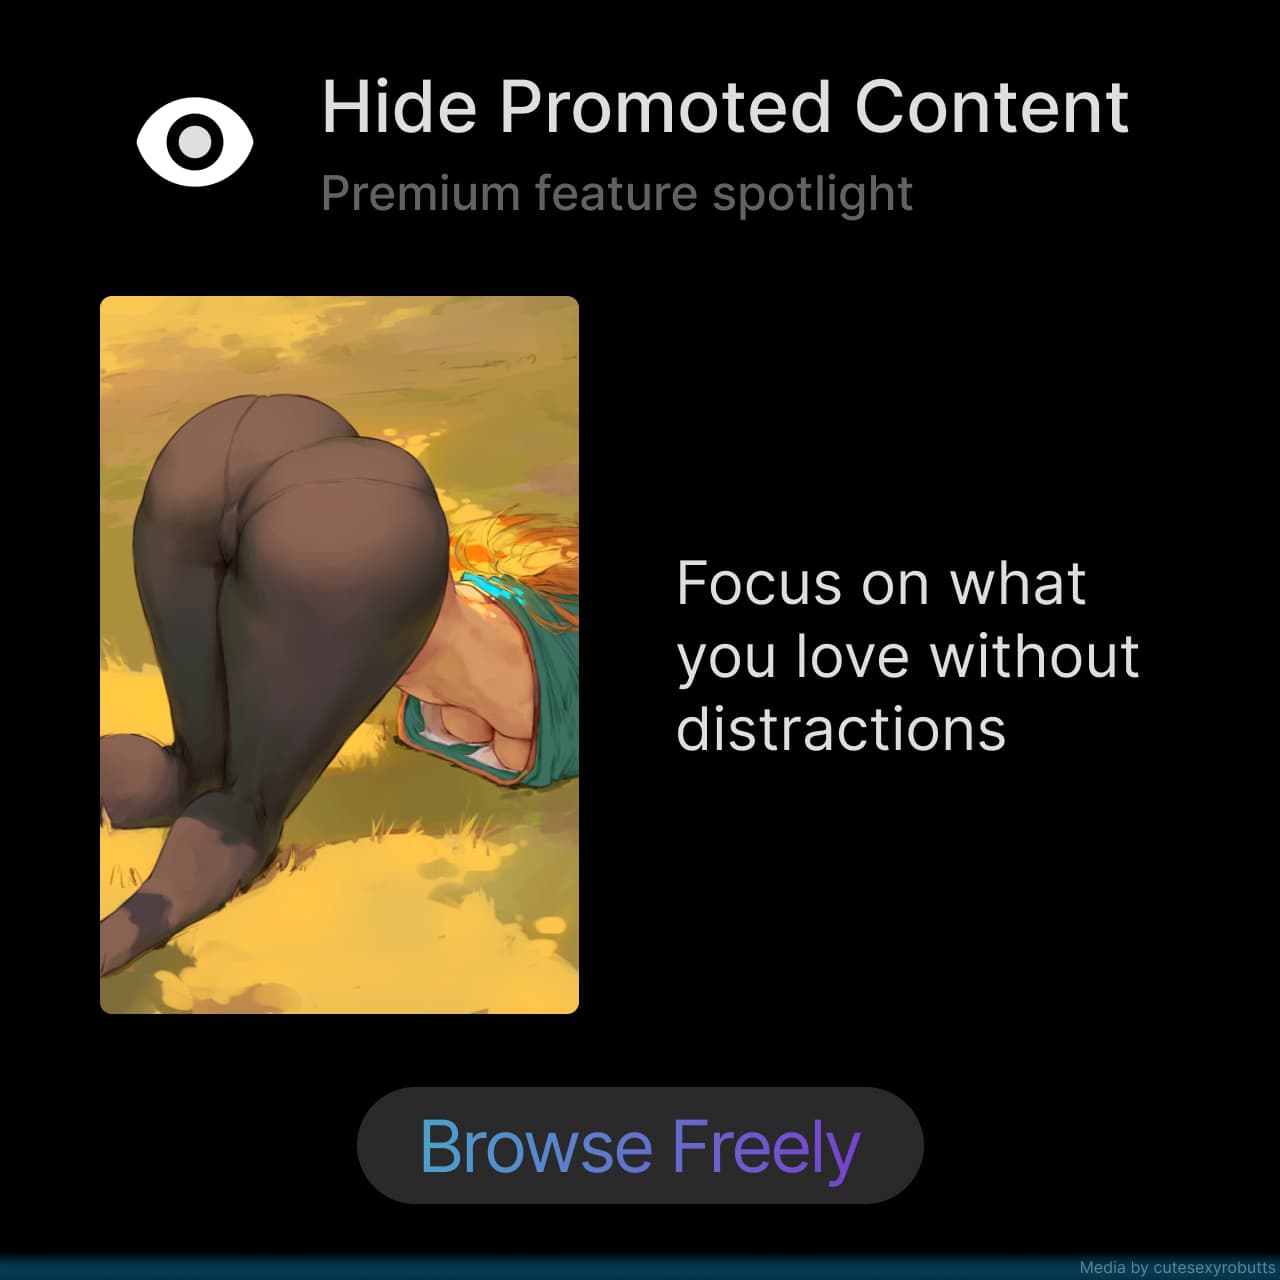 Hide Promoted Content
Premium feature spotlight
Focus on what
you love without
distractions
Browse Freely
Media by cutesexyrobutts